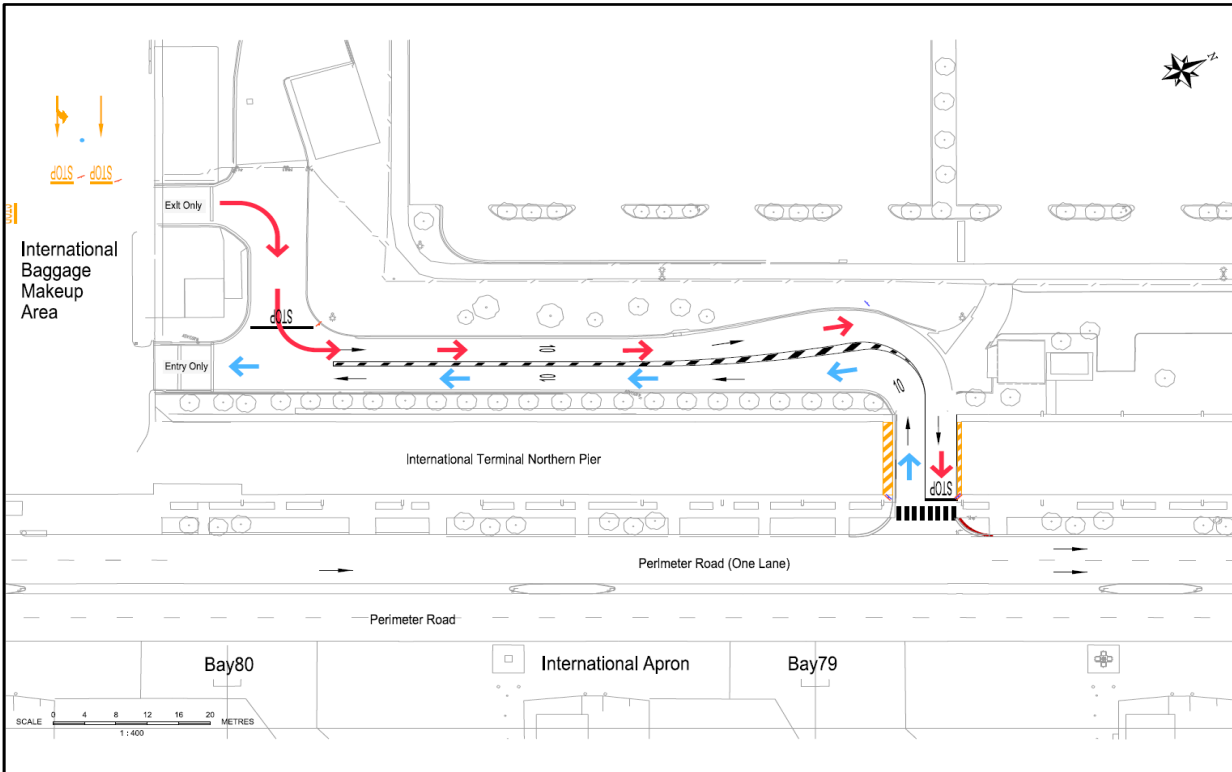 N
STOP
STOP
STOP
Exit Only
International
Baggage
Makeup
Area
STOP
Entry Only
10
10
10
International Terminal Northern Pier
STOP
Perimeter Road (One Lane)
Perimeter Road
Bay80
International Apron
Bay79
SCALE 0 4 8 12 16 20 METRES
1 : 400